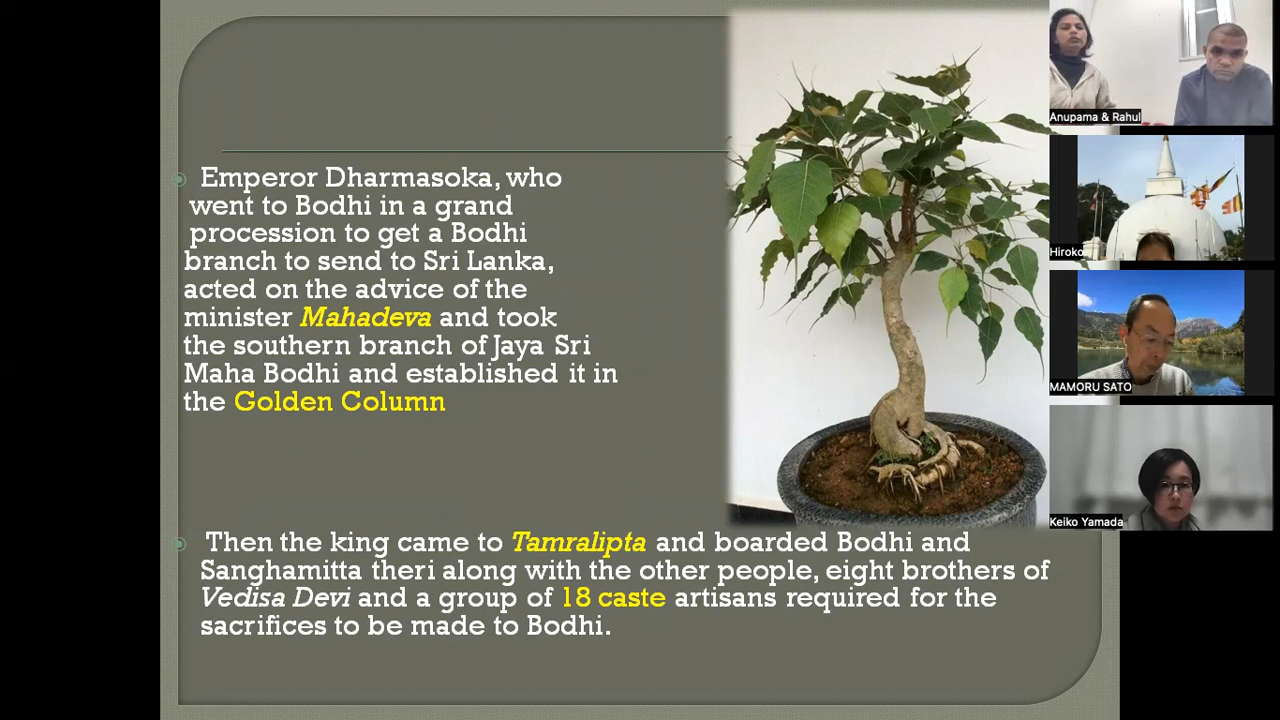 Emperor Dharmasoka, who
went to Bodhi in a grand
procession to get a Bodhi
branch to send to Sri Lanka,
acted on the advice of the
minister Mahadeva and took
the southern branch of Jaya Sri
Maha Bodhi and established it in
the Golden Column
Then the king came to Tamralipta and boarded Bodhi and
Sanghamitta theri along with the other people, eight brothers of
Vedisa Devi and a group of 18 caste artisans required for the
sacrifices to be made to Bodhi.
Anupama & Rahul
Hiroko
MAMORU SATO
Keiko Yamada